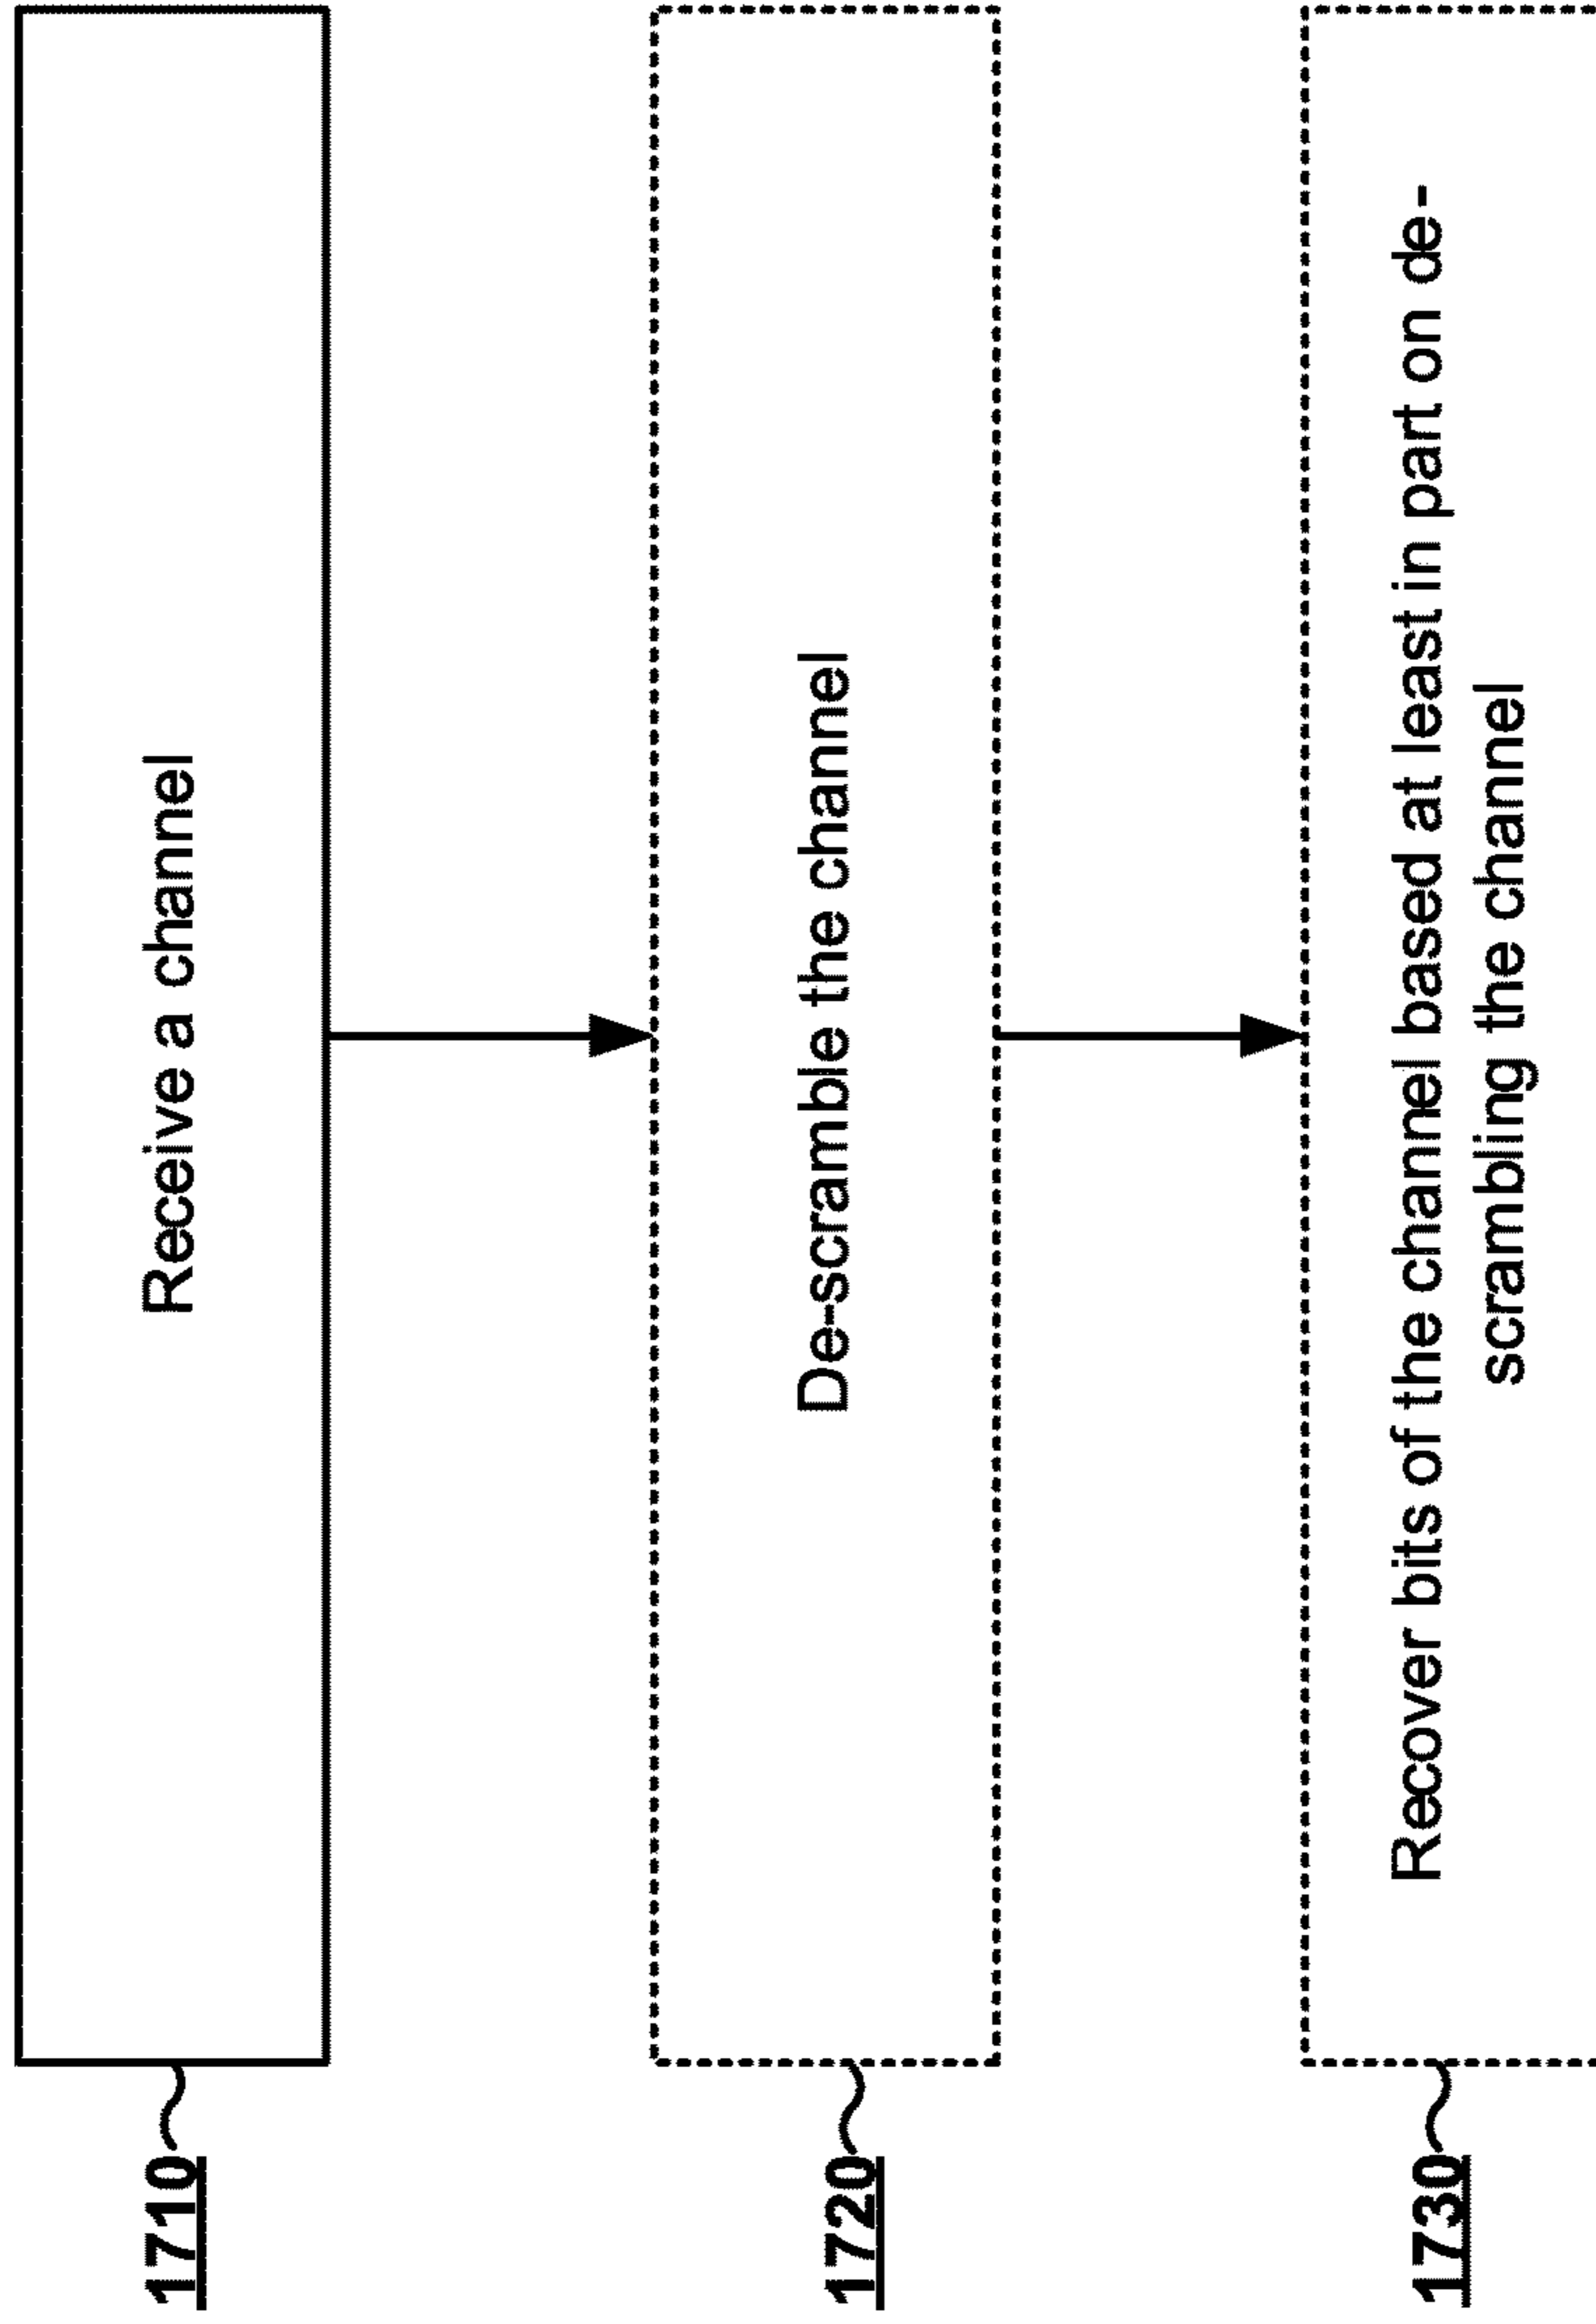 1710
Receive a channel
1720
De-scramble the channel
1730
Recover bits of the channel based at least in part on de-
scrambling the channel